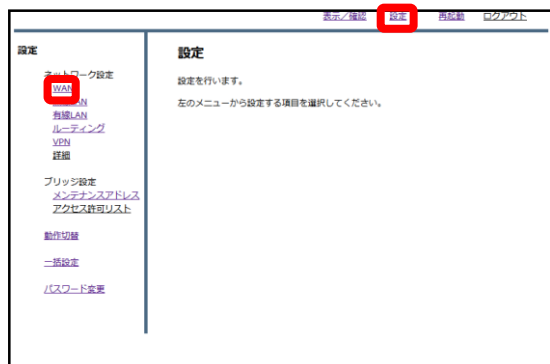 表示／確認 設定 再起動 ログアウト
設定
ネットワーク設定
WAN
有線LAN
ルーティング
VPN
詳細
ブリッジ設定
メンテナンスアドレス
アクセス許可リスト
動作切替
一括設定
パスワード変更
設定
設定を行います。
左のメニューから設定する項目を選択してください。